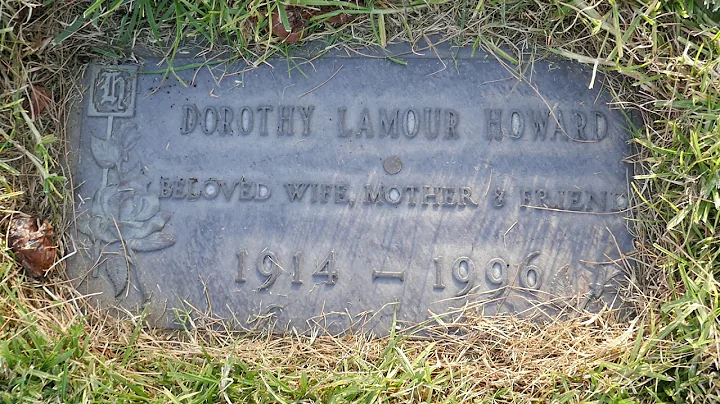 H
DOROTHY LAMOUR HOWARD
BELOVED WIFE, MOTHER & FRIEND
1914 – 1996